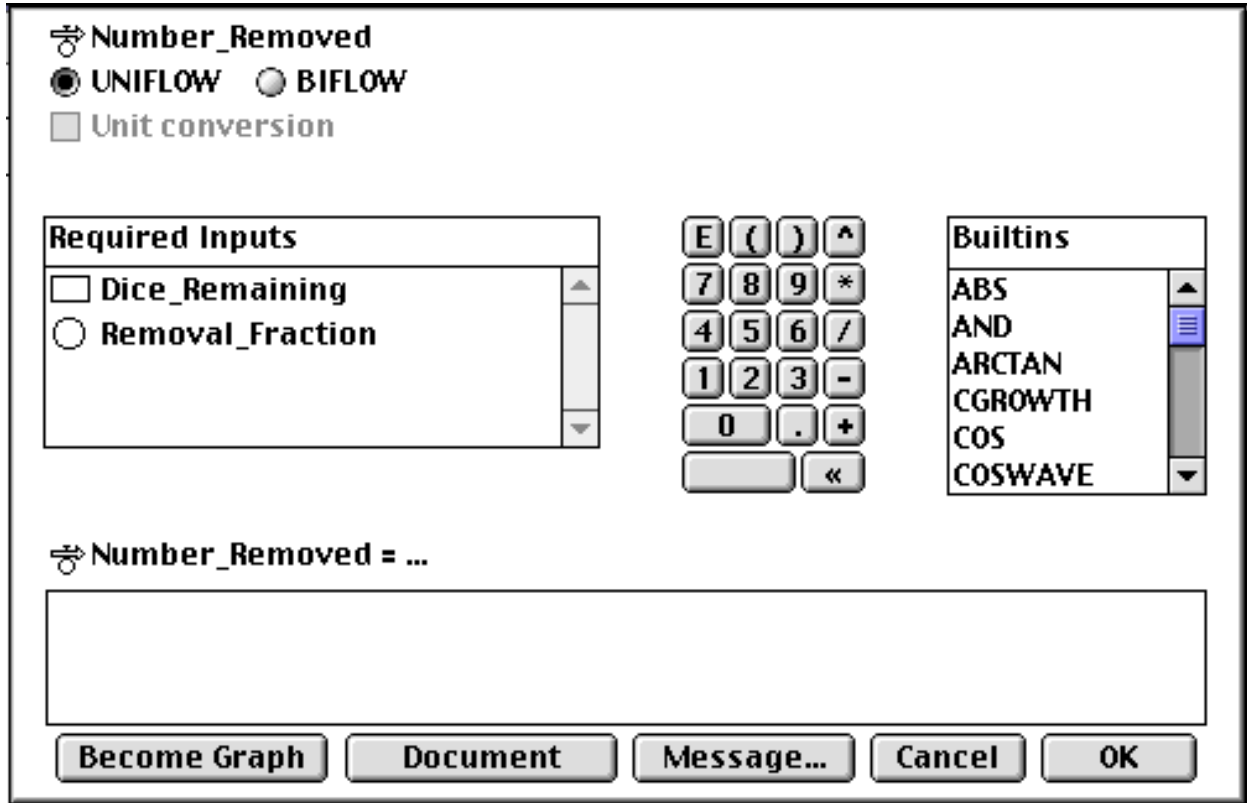 Number_Removed
UNIFLOW BIFLOW
Unit conversion
Required Inputs
Dice_Remaining
Removal_Fraction
E ( ) ^
7 8 9 *
4 5 6 /
1 2 3 -
0 . +
«
Builtins
ABS
AND
ARCTAN
CGROWTH
COS
COSWAVE
Number_Removed = ...
Become Graph Document Message... Cancel OK